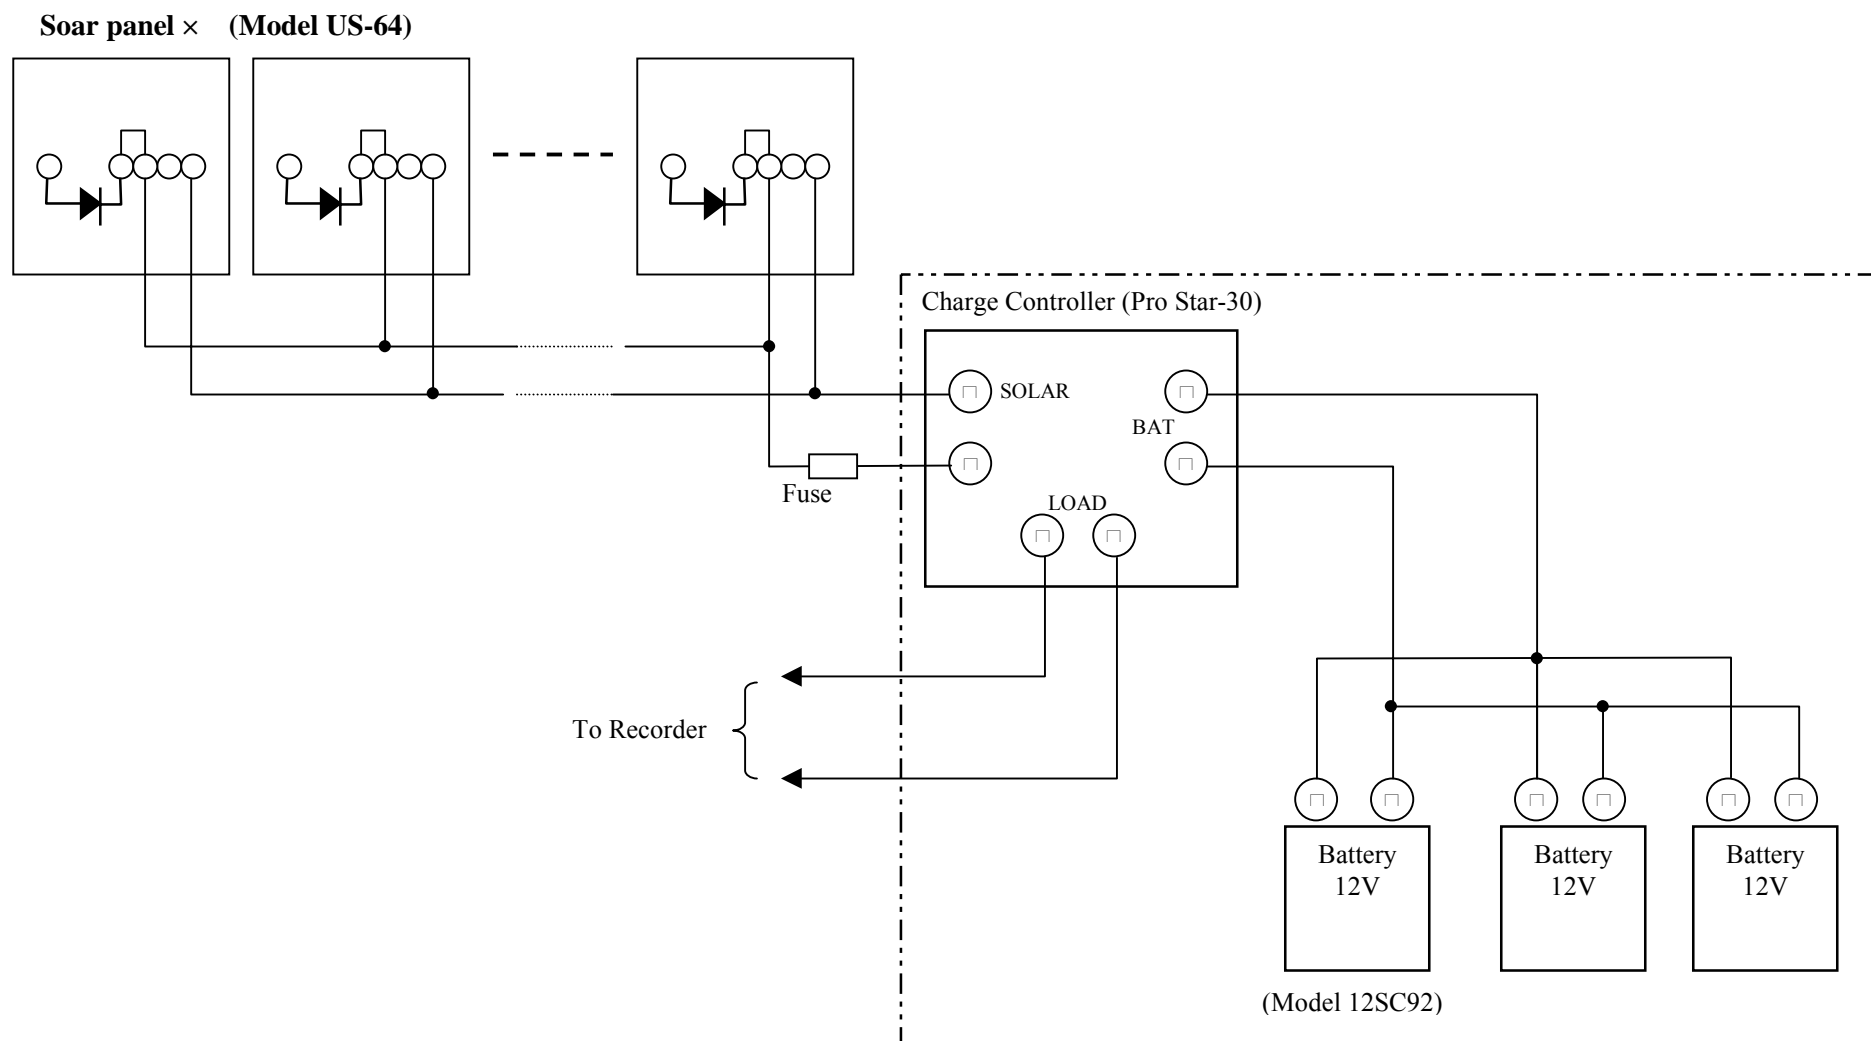 Soar panel × (Model US-64)
Charge Controller (Pro Star-30)
SOLAR
BAT
Fuse
LOAD
To Recorder
Battery
12V
Battery
12V
Battery
12V
(Model 12SC92)